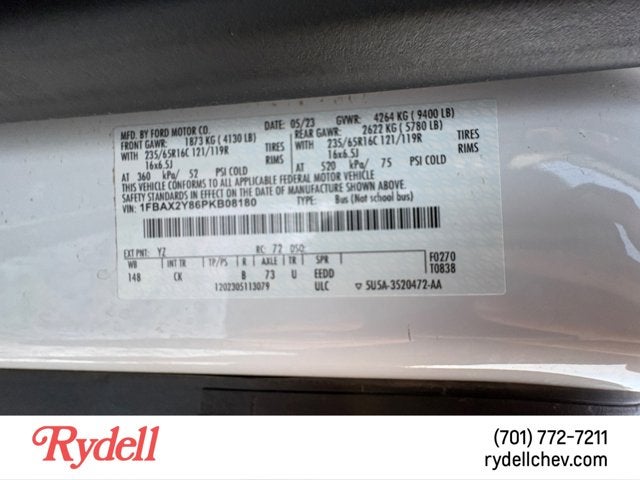 MFD. BY FORD MOTOR CO. DATE: 05/23 GVWR: 4264 KG (9400 LB)
FRONT GAWR: 1873 KG (4130 LB) REAR GAWR: 2622 KG (5780 LB)
WITH 235/65R16C 121/119R TIRES WITH 235/65R16C 121/119R TIRES
16x6.5J RIMS 16x6.5J RIMS
AT 360 kPa/ 52 PSI COLD AT 520 kPa/ 75 PSI COLD
THIS VEHICLE CONFORMS TO ALL APPLICABLE FEDERAL MOTOR VEHICLE
SAFETY STANDARDS IN EFFECT ON THE DATE OF MANUFACTURE SHOWN ABOVE.
VIN: 1FBAX2Y86PKB08180 TYPE: Bus (Not School Bus)
EXT PNT: YZ RC: 72 DSO: F0270
WB INT TR TP/PS R AXLE TR SPR T0838
148 CK B 73 U EEDD
1202305113079 ULC ▽ 5U5A-3520472-AA
Rydell
(701) 772-7211
rydellchev.com